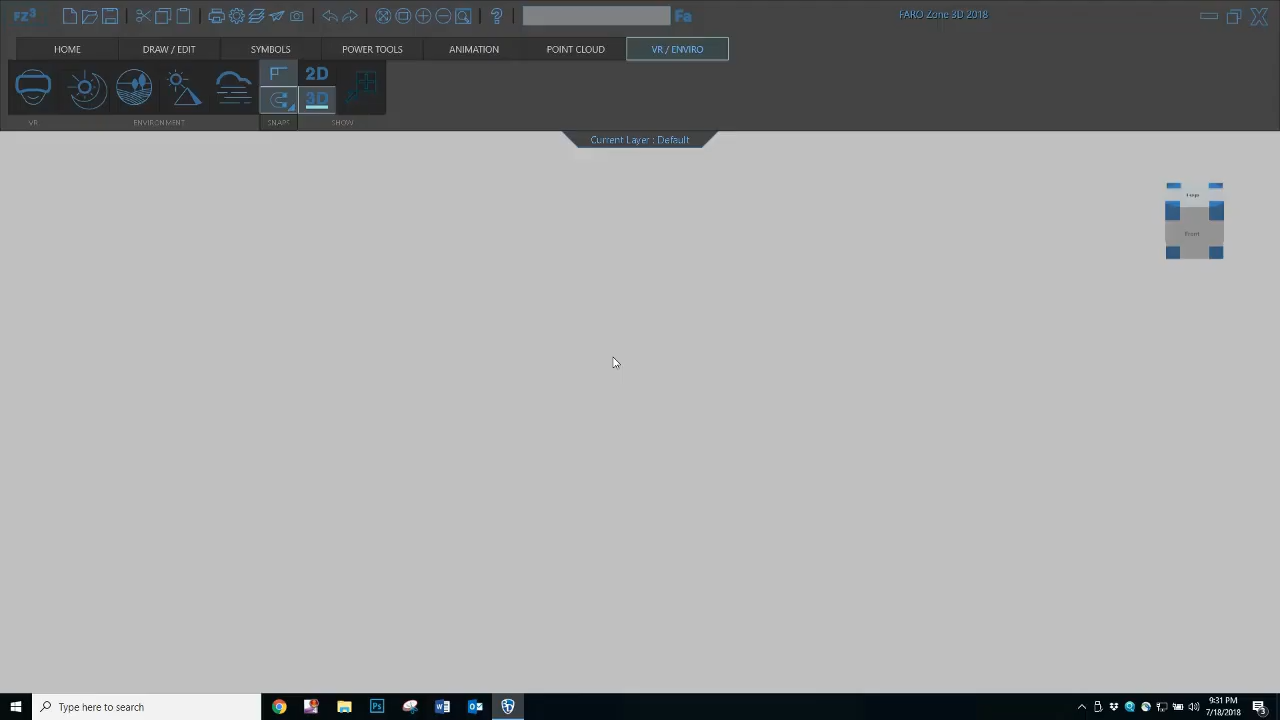 FZ3
Fa
FARO Zone 3D 2018
HOME
DRAW / EDIT
SYMBOLS
POWER TOOLS
ANIMATION
POINT CLOUD
VR / ENVIRO
2D
3D
VR
ENVIRONMENT
SNAPS
SHOW
Current Layer : Default
Front
Type here to search
9:31 PM
7/18/2018